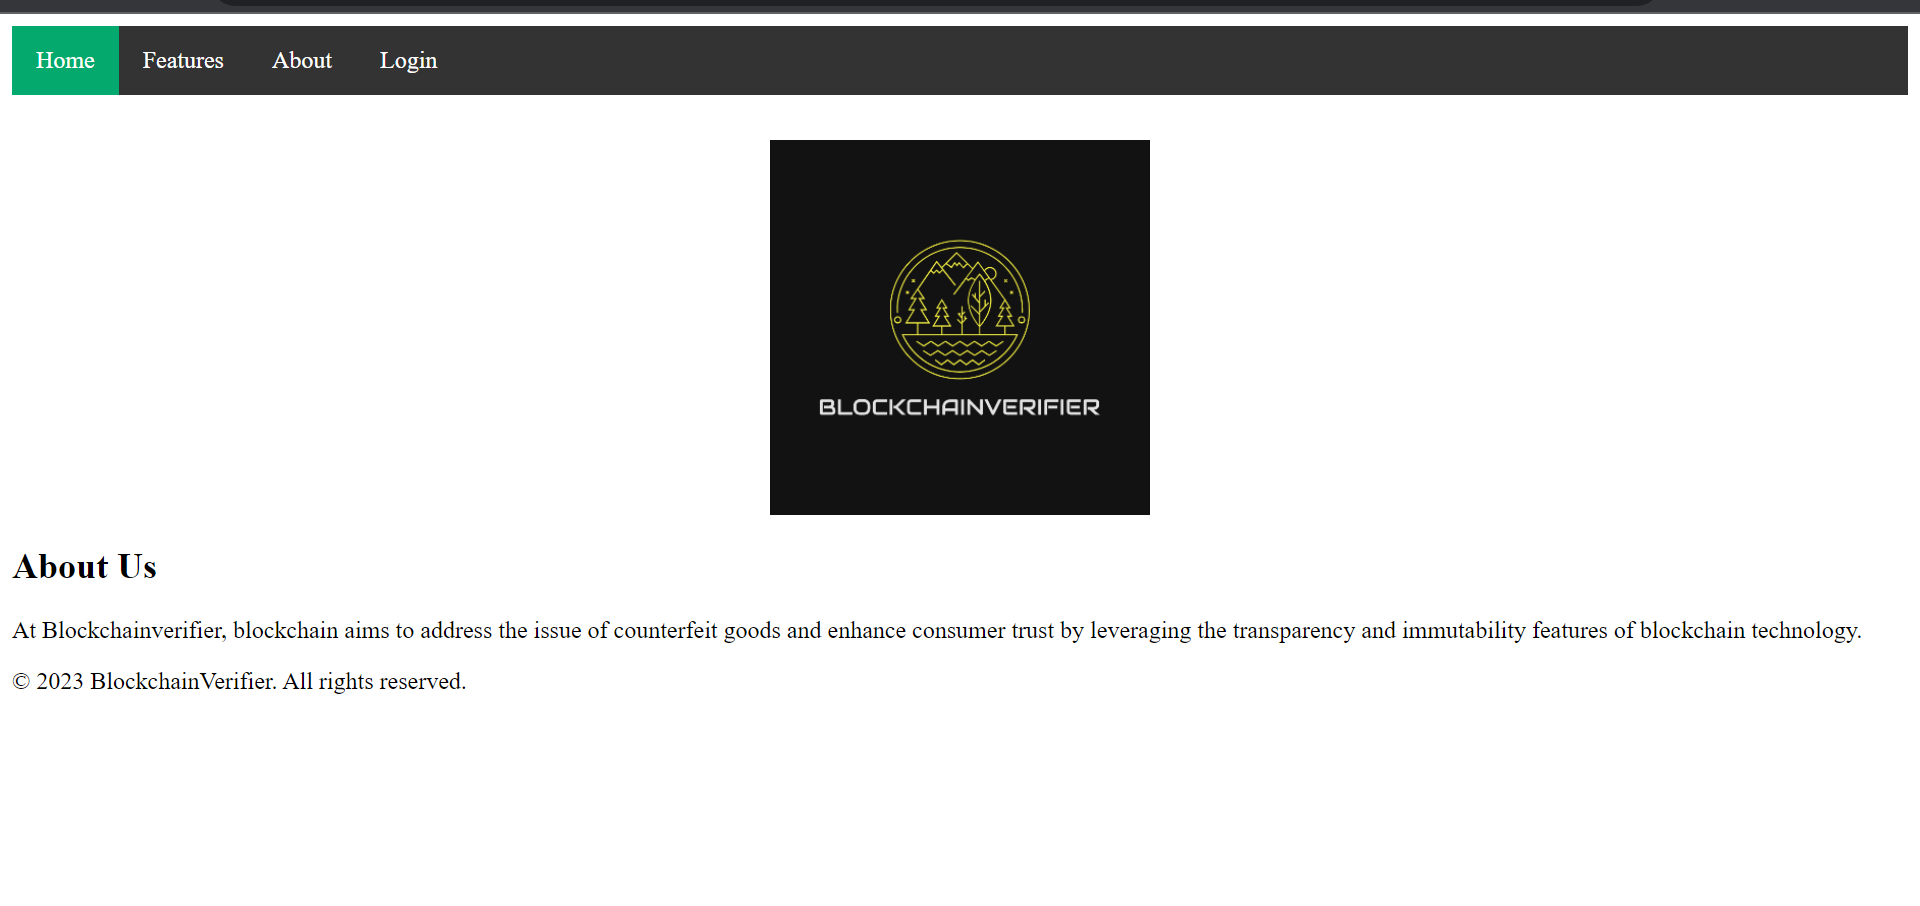 Home Features About Login
BLOCKCHAINVERIFIER
About Us
At Blockchainverifier, blockchain aims to address the issue of counterfeit goods and enhance consumer trust by leveraging the transparency and immutability features of blockchain technology.
© 2023 BlockchainVerifier. All rights reserved.